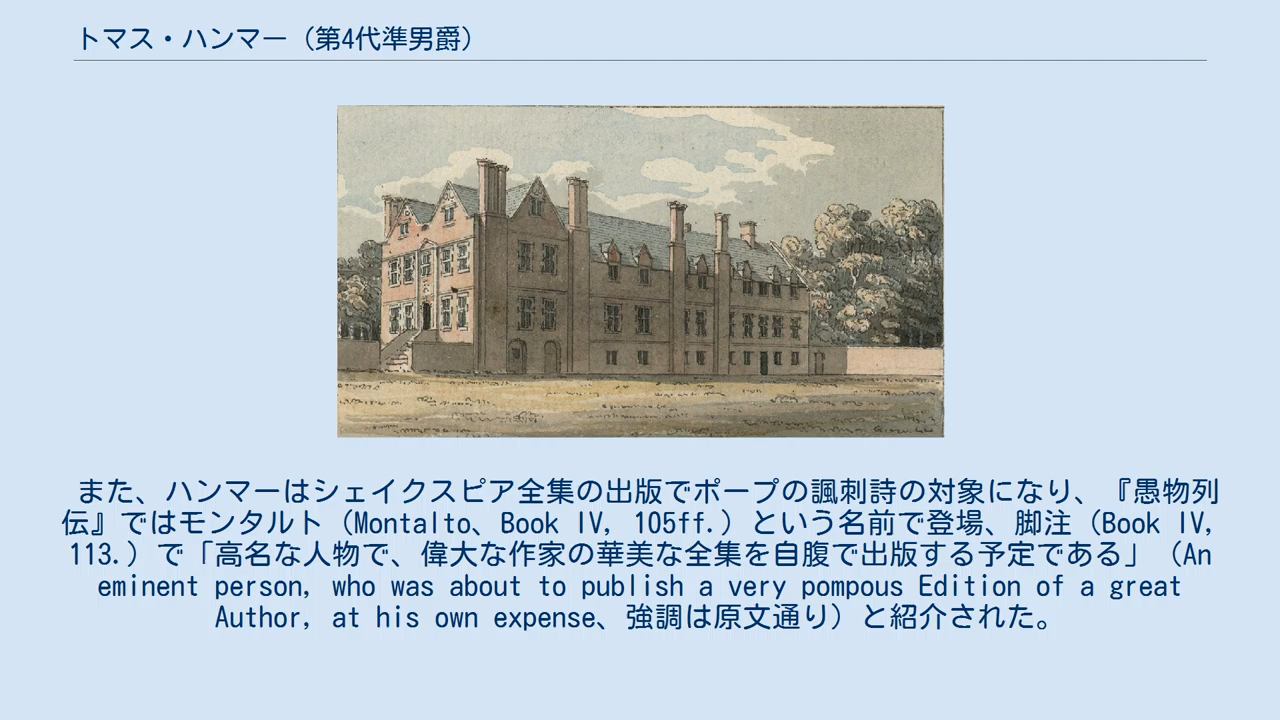 トマス・ハンマー（第4代準男爵）
また、ハンマーはシェイクスピア全集の出版でポープの諷刺詩の対象になり、『愚物列
伝』ではモンタルト（Montalto、Book IV, 105ff.）という名前で登場、脚注（Book IV,
113.）で「高名な人物で、偉大な作家の華美な全集を自腹で出版する予定である」（An
eminent person, who was about to publish a very pompous Edition of a great
Author, at his own expense、強調は原文通り）と紹介された。